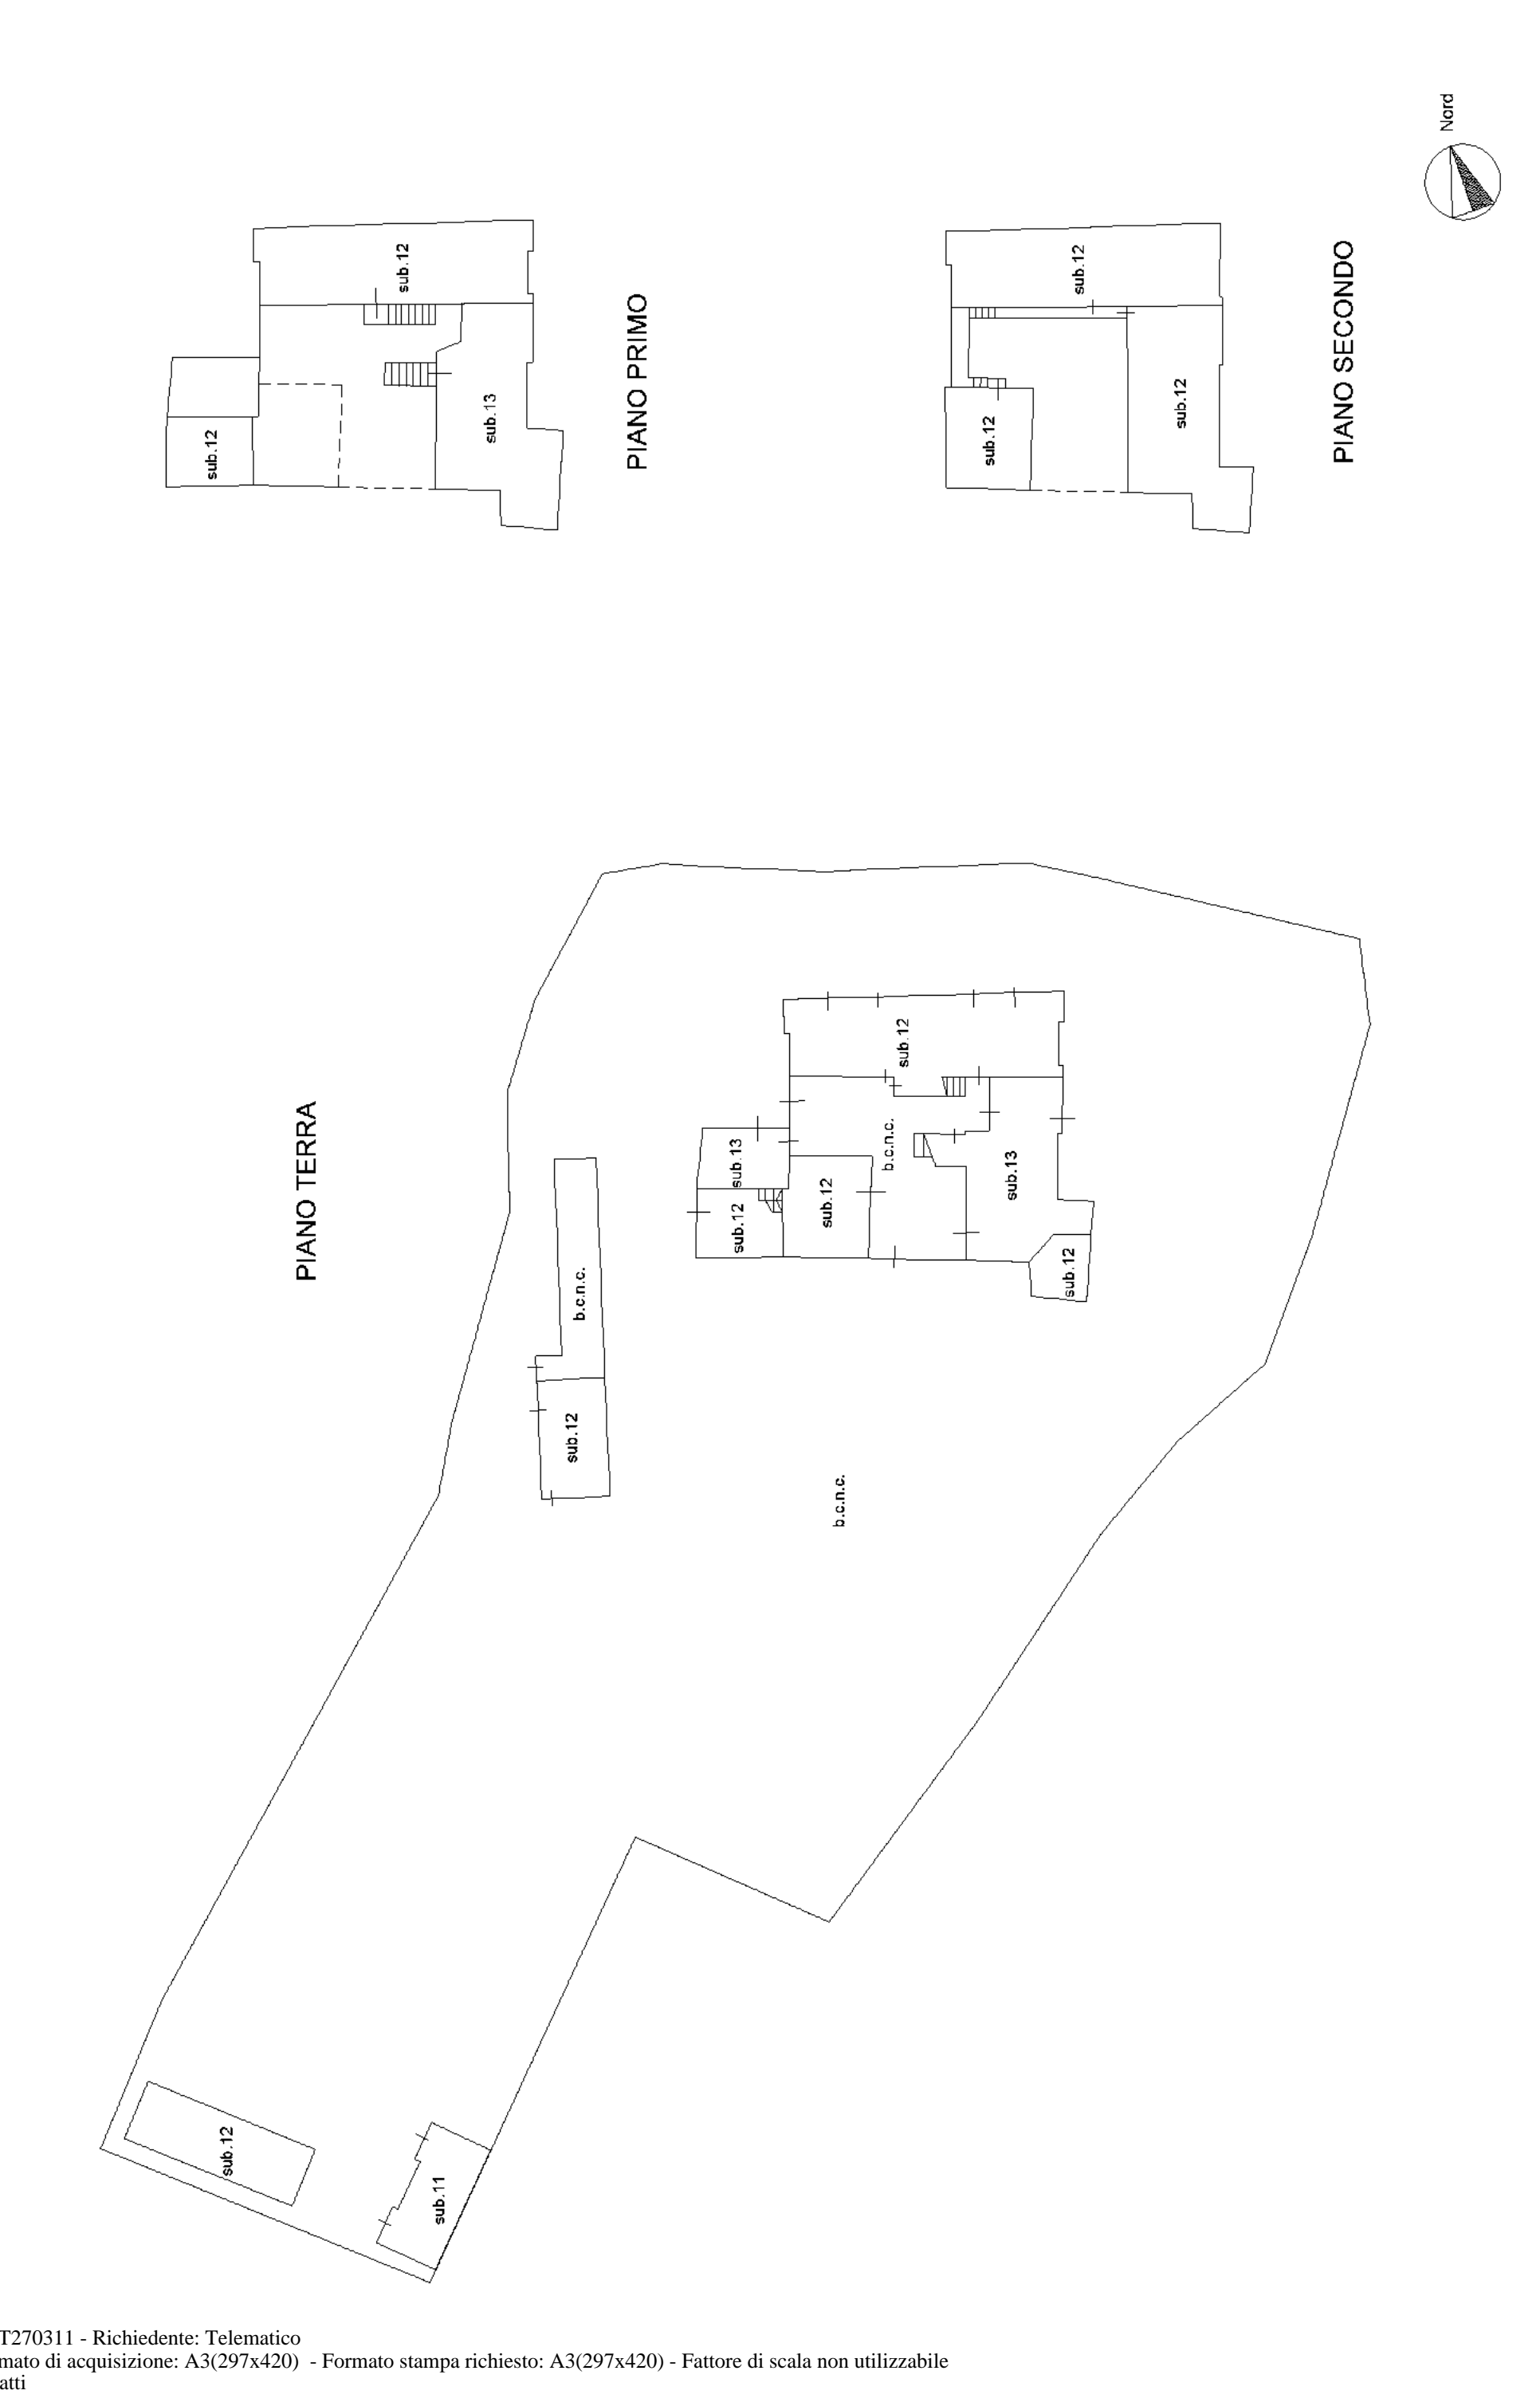 Nord
sub.12
sub.12
sub.13
PIANO PRIMO
sub.12
sub.12
sub.12
PIANO SECONDO
PIANO TERRA
sub.12
b.c.n.c.
sub.13
sub.12
sub.12
sub.13
sub.12
b.c.n.c.
sub.12
b.c.n.c.
sub.12
sub.11
T270311 - Richiedente: Telematico
mato di acquisizione: A3(297x420) - Formato stampa richiesto: A3(297x420) - Fattore di scala non utilizzabile
atti